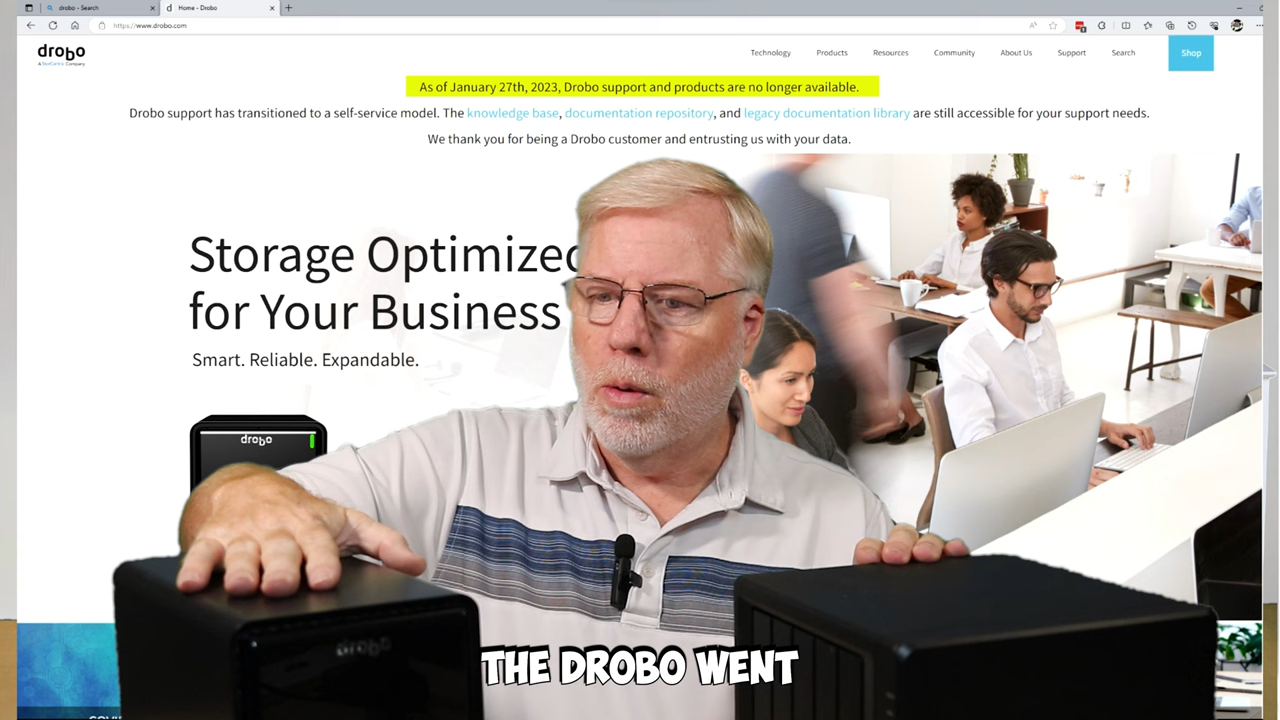 drobo - Search
Home - Drobo
https://www.drobo.com
drobo
A StorCentric Company
Technology
Products
Resources
Community
About Us
Support
Search
Shop
As of January 27th, 2023, Drobo support and products are no longer available.
Drobo support has transitioned to a self-service model. The knowledge base, documentation repository, and legacy documentation library are still accessible for your support needs.
We thank you for being a Drobo customer and entrusting us with your data.
Storage Optimized
for Your Business
Smart. Reliable. Expandable.
drobo
drobo
THE DROBO WENT